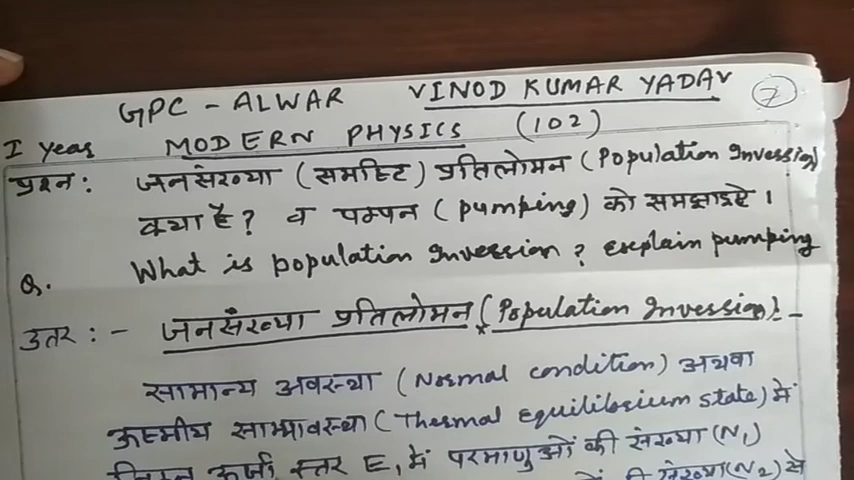 GPC - ALWAR VINOD KUMAR YADAV 7
I Year MODERN PHYSICS (102)
प्रश्न: जनसंख्या (समष्टि) प्रतिलोमन (Population Inversion)
क्या है? व पम्पन (pumping) को समझाइए।
Q. What is population Inversion? explain pumping
उत्तर:- जनसंख्या प्रतिलोमन (Population Inversion):-
सामान्य अवस्था (Normal condition) अथवा
ऊष्मीय साम्यावस्था (Thermal Equilibrium state) में
निम्न ऊर्जा स्तर E₁ में परमाणुओं की संख्या (N₁)
संख्या (N₂) से